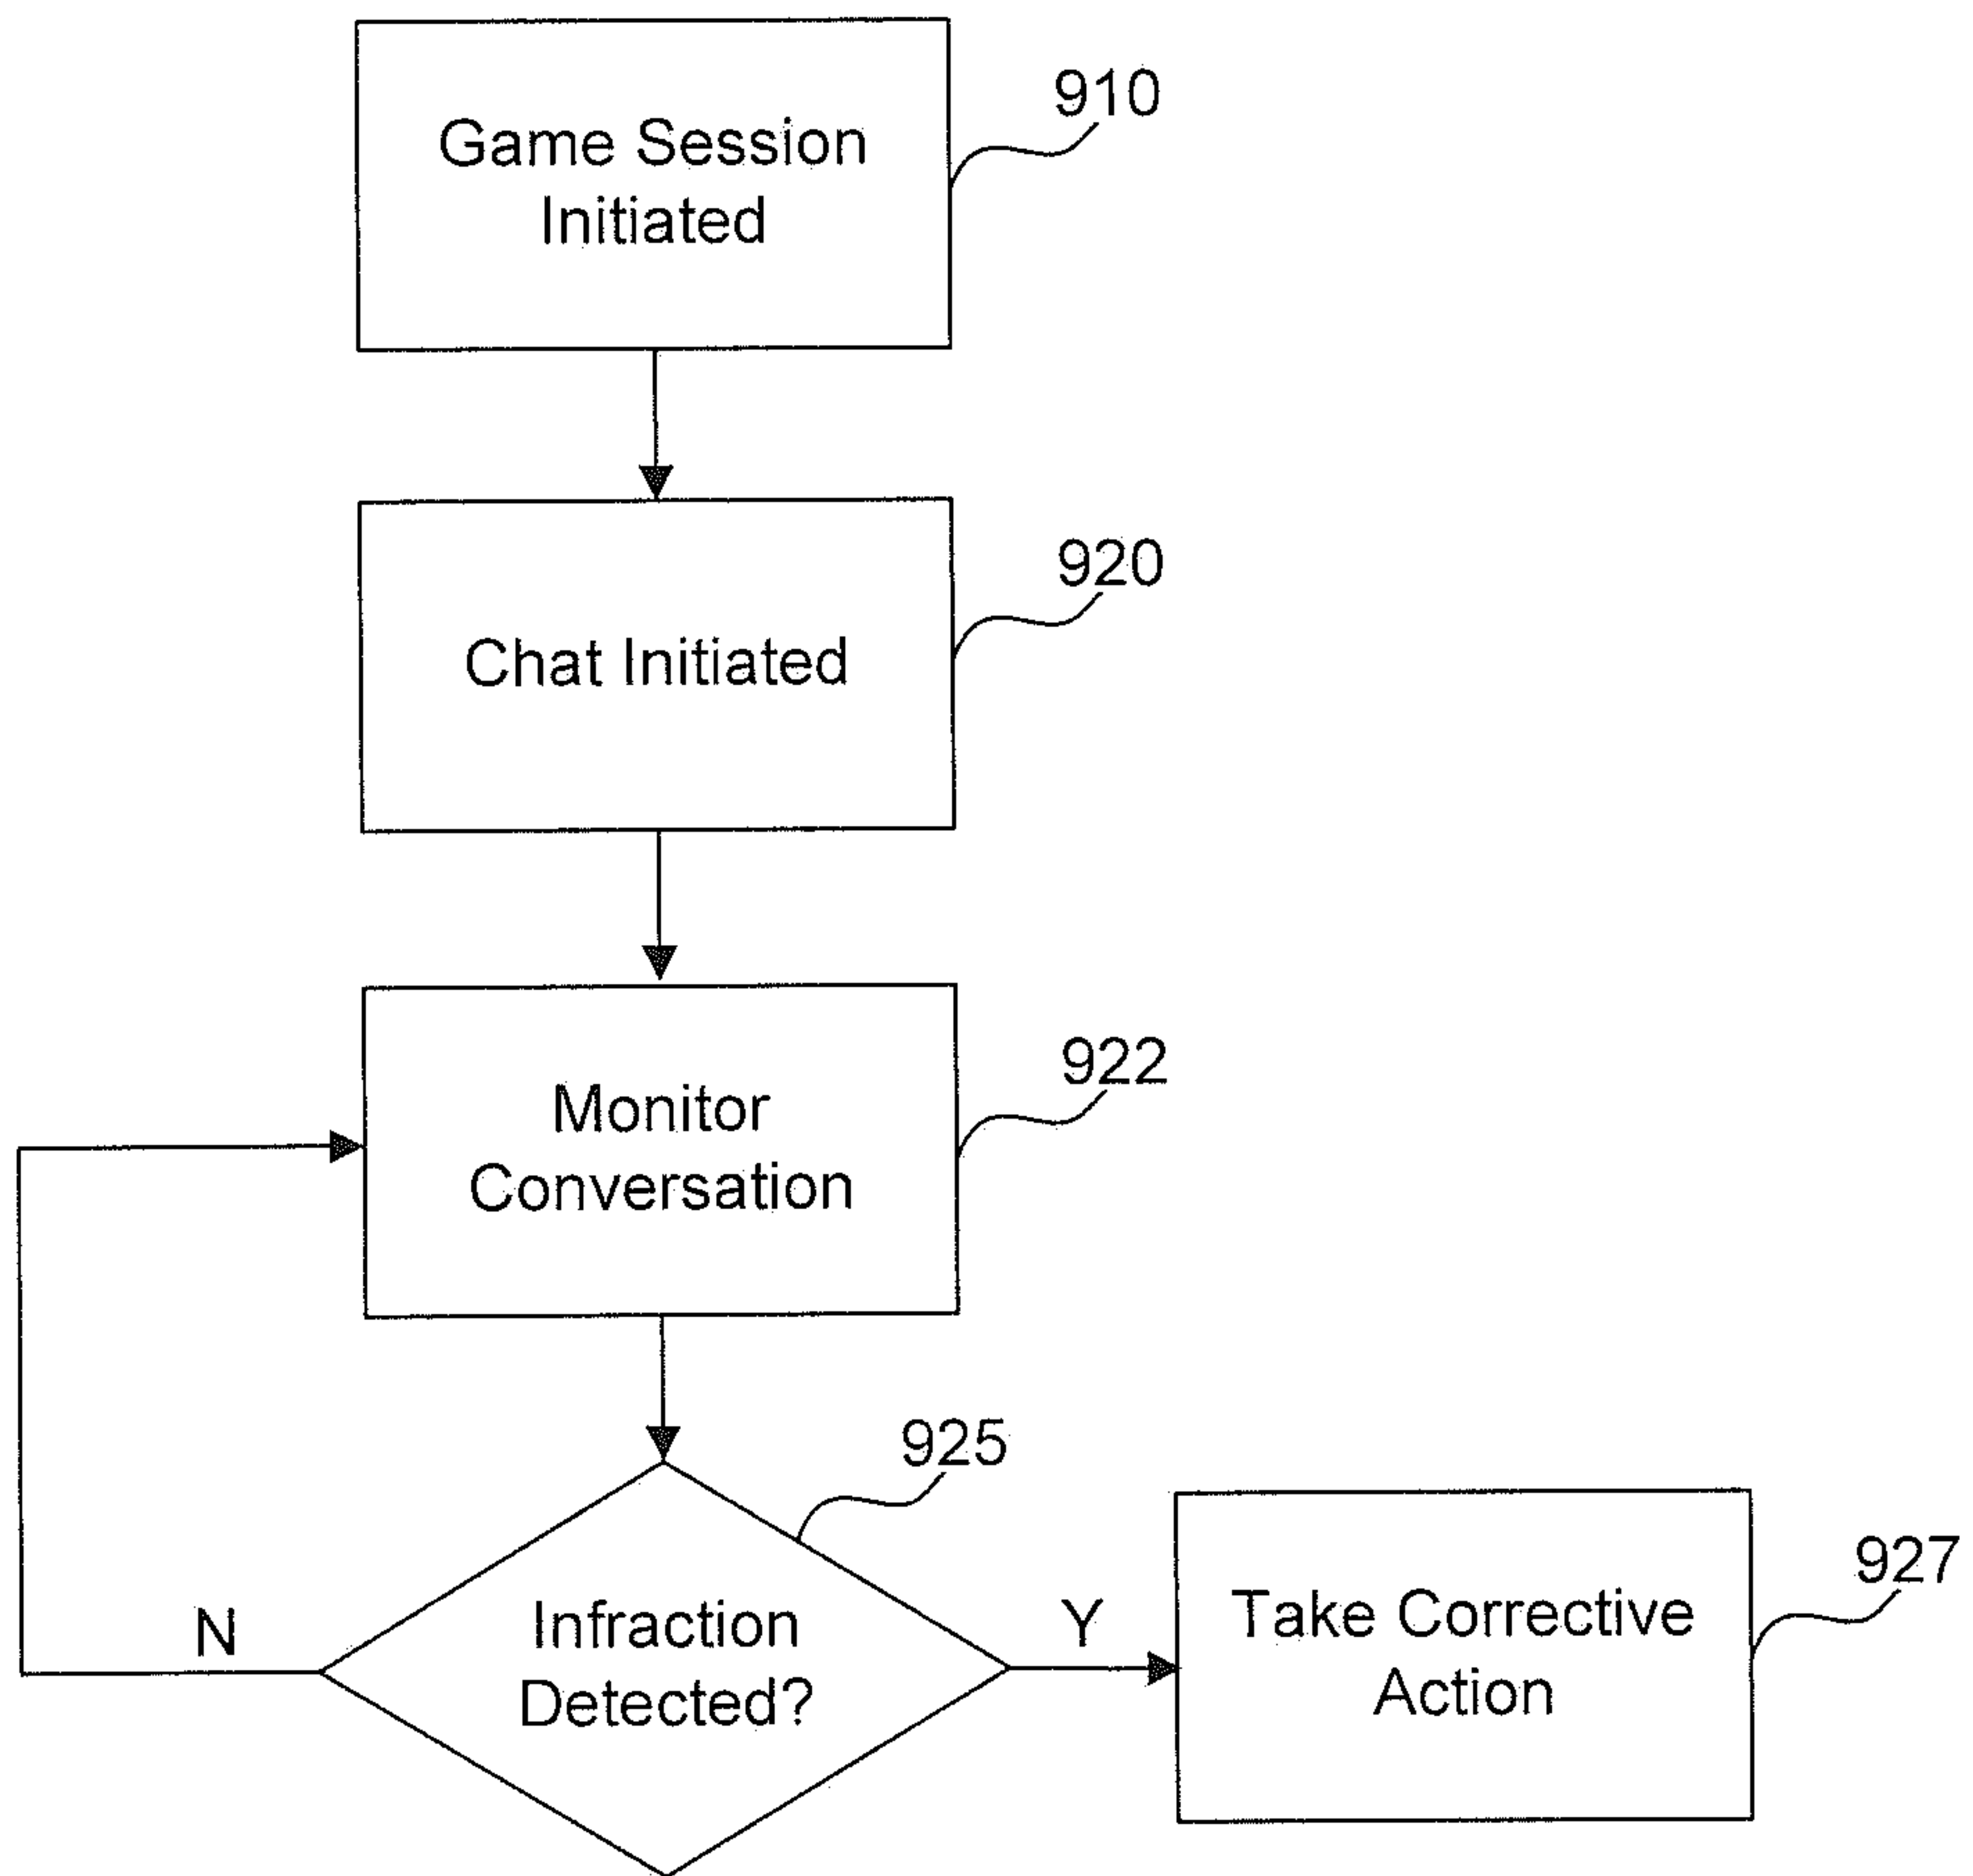 Game Session
Initiated
910
Chat Initiated
920
Monitor
Conversation
922
925
Infraction
Detected?
N
Y
Take Corrective
Action
927